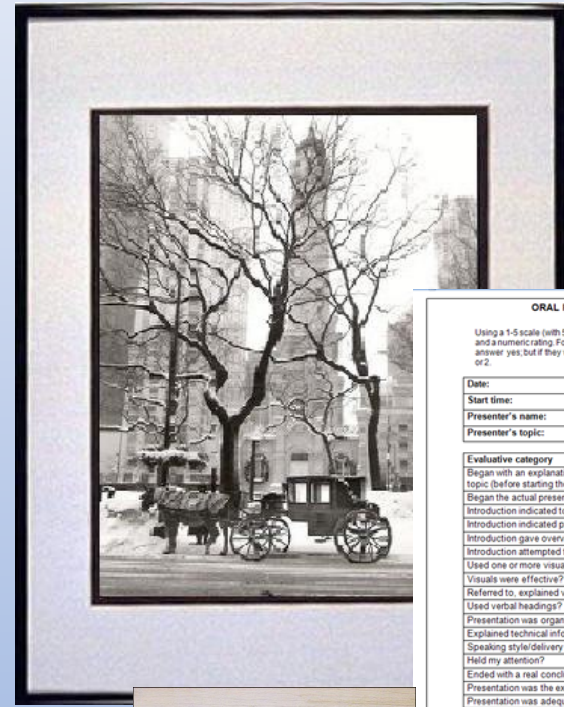 ORAL
Using a 1-5 scale (with
and a numeric rating. Fo
answer yes; but if they
or 2.
Date:
Start time:
Presenter's name:
Presenter's topic:
Evaluative category
Began with an explanati
topic (before starting th
Began the actual presen
Introduction indicated to
Introduction indicated p
Introduction gave overv
Introduction attempted t
Used one or more visua
Visuals were effective?
Referred to, explained v
Used verbal headings?
Presentation was organ
Explained technical info
Speaking style/delivery
Held my attention?
Ended with a real conclu
Presentation was the ex
Presentation was adequ